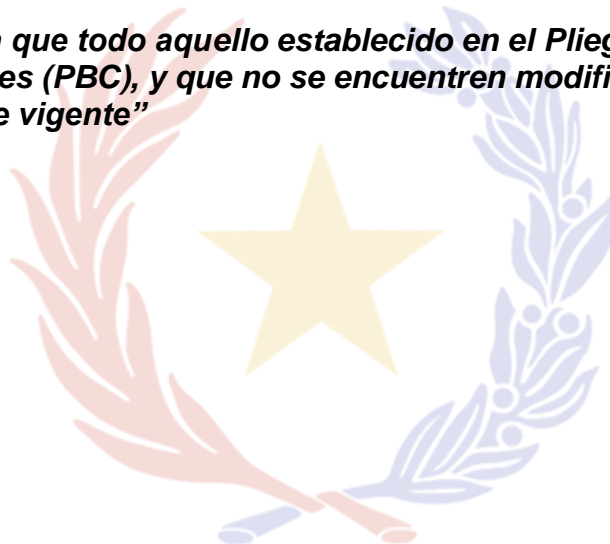 que todo aquello establecido en el Plieg
es (PBC), y que no se encuentren modifi
e vigente”